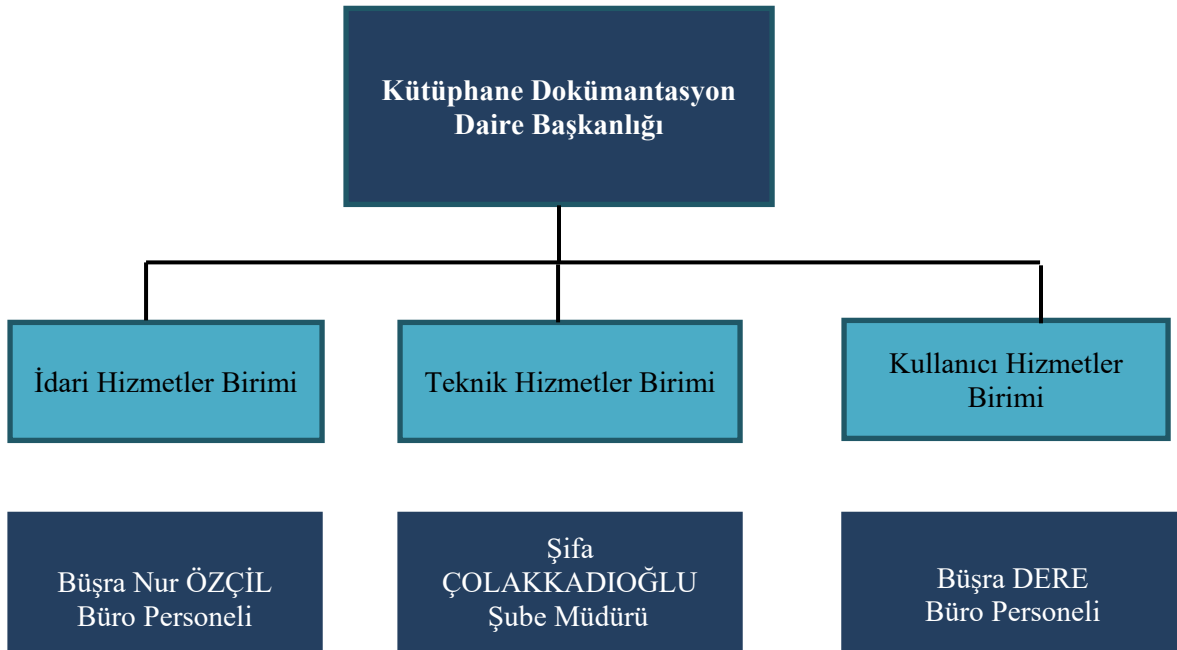 Kütüphane Dokümantasyon
Daire Başkanlığı
İdari Hizmetler Birimi
Teknik Hizmetler Birimi
Kullanıcı Hizmetler
Birimi
Büşra Nur ÖZÇİL
Büro Personeli
Şifa
ÇOLAKKADIOĞLU
Şube Müdürü
Büşra DERE
Büro Personeli